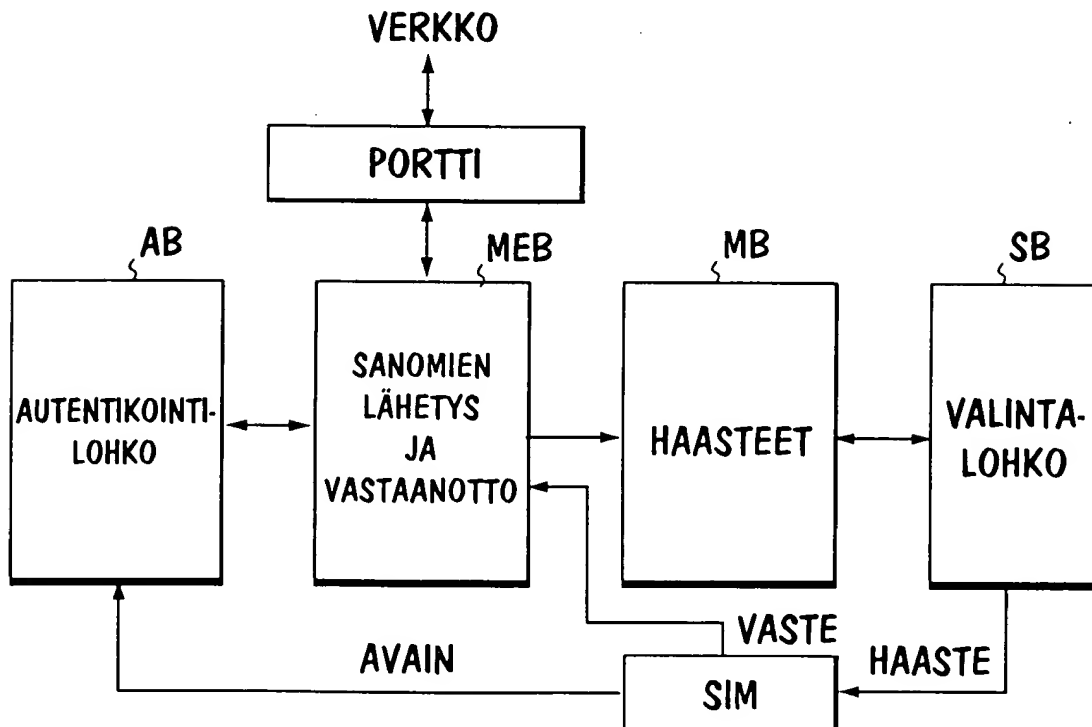 VERKKO
PORTTI
AB
MEB
MB
SB
AUTENTIKOINTI-
LOHKO
SANOMIEN
LÄHETYS
JA
VASTAANOTTO
HAASTEET
VALINTA-
LOHKO
AVAIN
VASTE
HAASTE
SIM